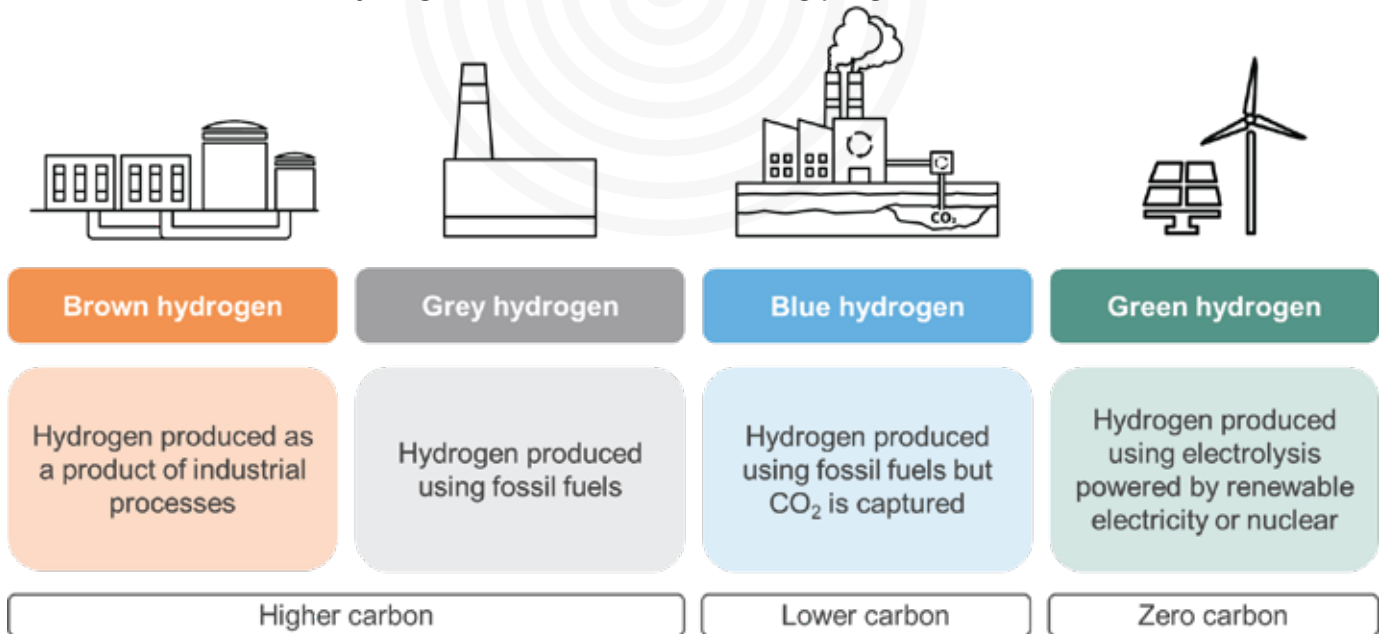 CO₂
Brown hydrogen
Grey hydrogen
Blue hydrogen
Green hydrogen
Hydrogen produced as
a product of industrial
processes
Hydrogen produced
using fossil fuels
Hydrogen produced
using fossil fuels but
CO₂ is captured
Hydrogen produced
using electrolysis
powered by renewable
electricity or nuclear
Higher carbon
Lower carbon
Zero carbon